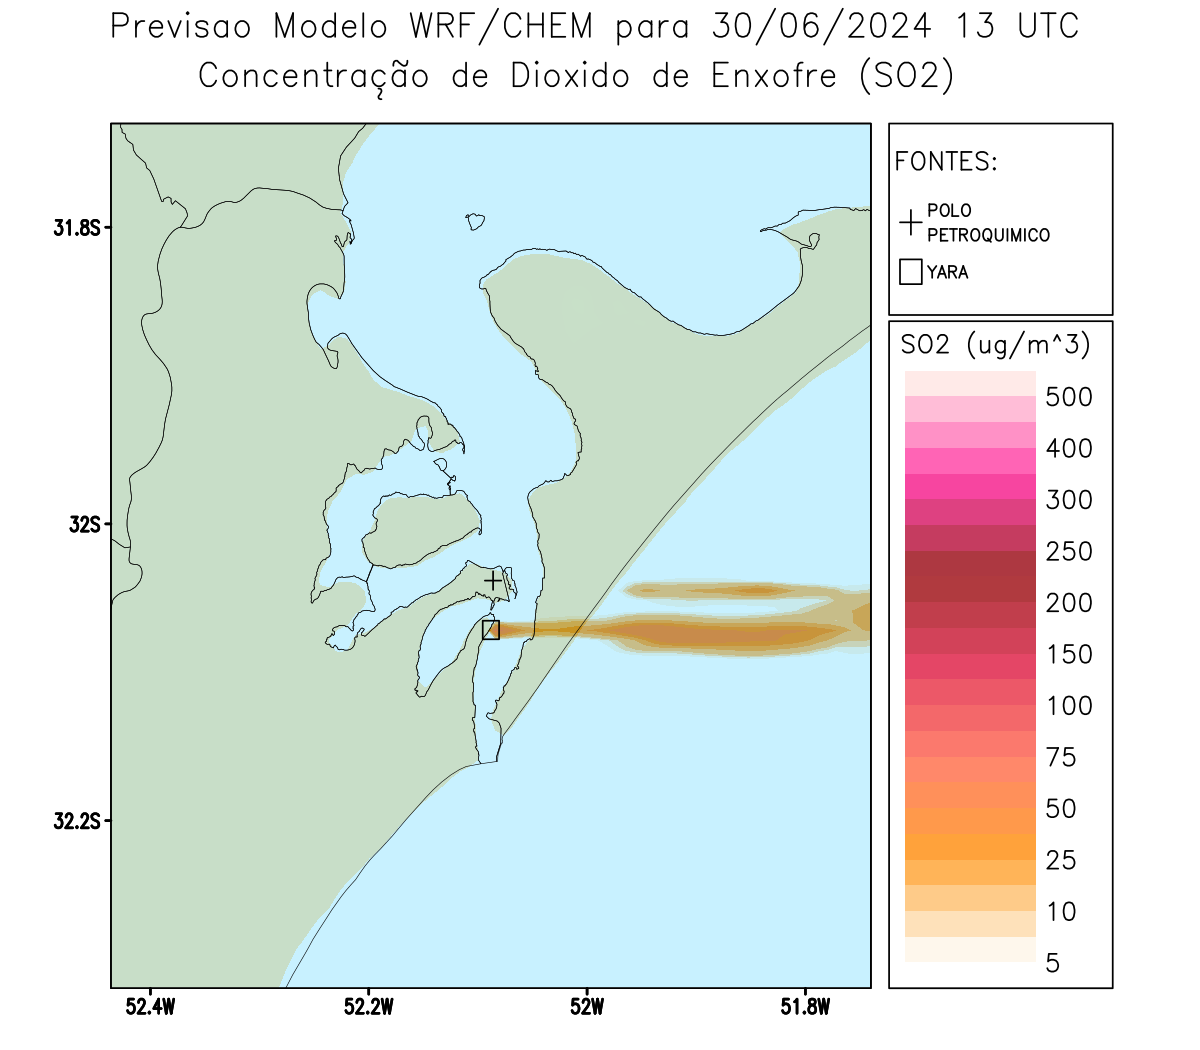 Previsao Modelo WRF/CHEM para 30/06/2024 13 UTC
Concentração de Dioxido de Enxofre (SO2)
FONTES:
POLO
PETROQUIMICO
YARA
31.8S
32S
32.2S
52.4W
52.2W
52W
51.8W
SO2 (ug/m^3)
500
400
300
250
200
150
100
75
50
25
10
5